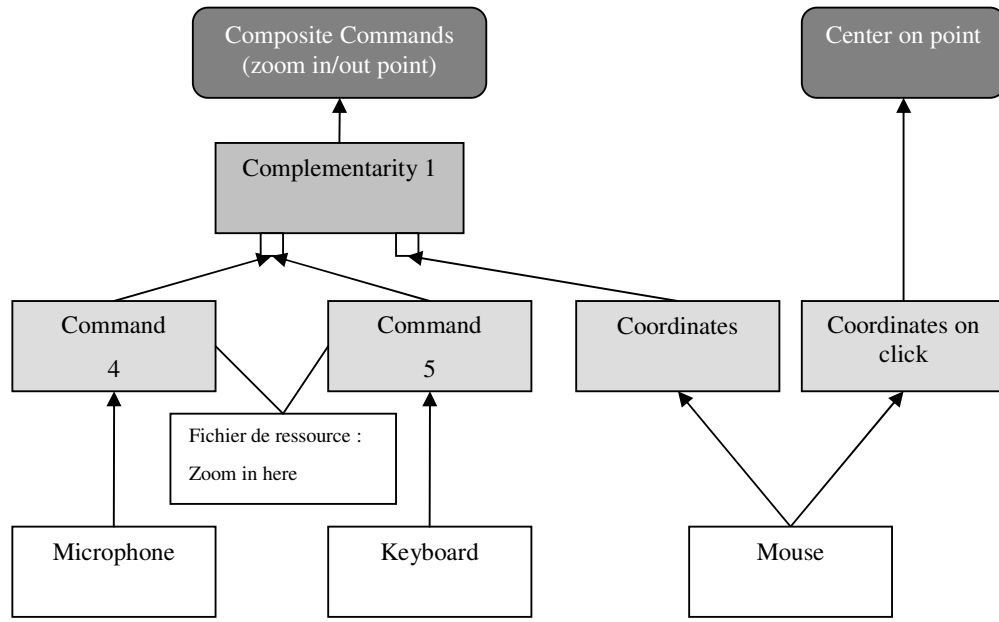 Composite Commands
(zoom in/out point)
Center on point
Complementarity 1
Command
4
Command
5
Coordinates
Coordinates on
click
Fichier de ressource :
Zoom in here
Microphone
Keyboard
Mouse